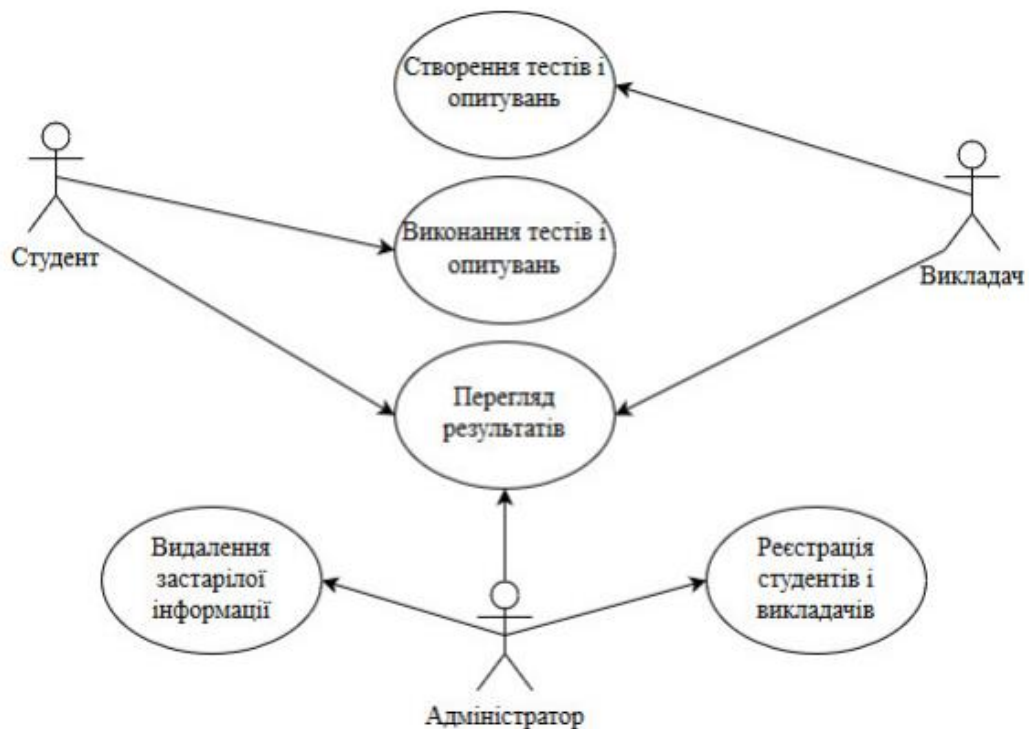 Створення тестів і
опитувань
Студент
Виконання тестів і
опитувань
Викладач
Перегляд
результатів
Видалення
застарілої
інформації
Реєстрація
студентів і
викладачів
Адміністратор